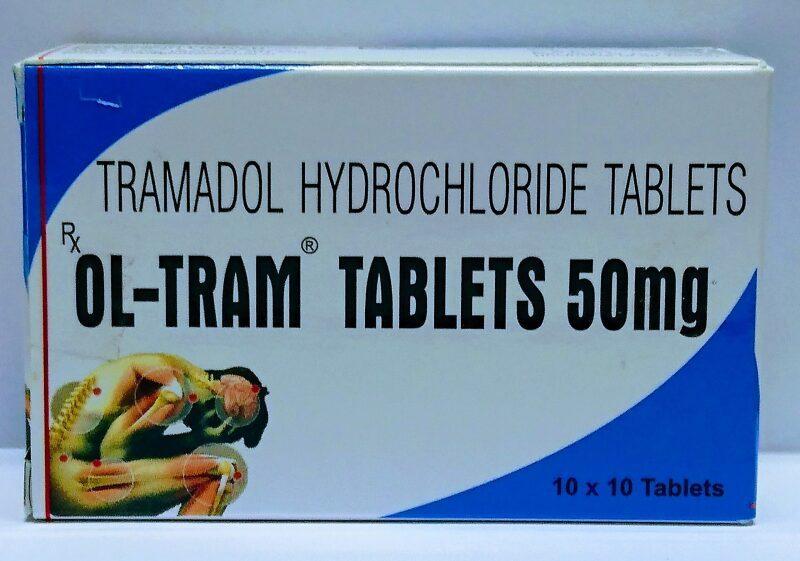 TRAMADOL HYDROCHLORIDE TABLETS
Rx OL-TRAM® TABLETS 50mg
10 x 10 Tablets